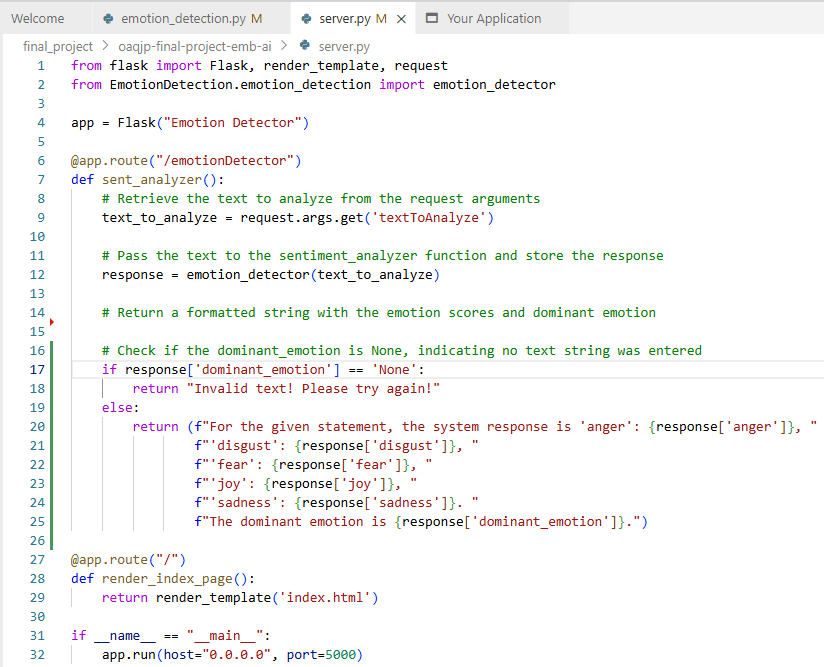 Welcome emotion_detection.py M server.py M Your Application
final_project > oaqjp-final-project-emb-ai > server.py
1 from flask import Flask, render_template, request
2 from EmotionDetection.emotion_detection import emotion_detector
3
4 app = Flask("Emotion Detector")
5
6 @app.route("/emotionDetector")
7 def sent_analyzer():
8 # Retrieve the text to analyze from the request arguments
9 text_to_analyze = request.args.get('textToAnalyze')
10
11 # Pass the text to the sentiment_analyzer function and store the response
12 response = emotion_detector(text_to_analyze)
13
14 # Return a formatted string with the emotion scores and dominant emotion
15
16 # Check if the dominant_emotion is None, indicating no text string was entered
17 if response['dominant_emotion'] == 'None':
18 return "Invalid text! Please try again!"
19 else:
20 return (f"For the given statement, the system response is 'anger': {response['anger']}, "
21 f"'disgust': {response['disgust']}, "
22 f"'fear': {response['fear']}, "
23 f"'joy': {response['joy']}, "
24 f"'sadness': {response['sadness']}. "
25 f"The dominant emotion is {response['dominant_emotion']}.")
26
27 @app.route("/")
28 def render_index_page():
29 return render_template('index.html')
30
31 if __name__ == "__main__":
32 app.run(host="0.0.0.0", port=5000)